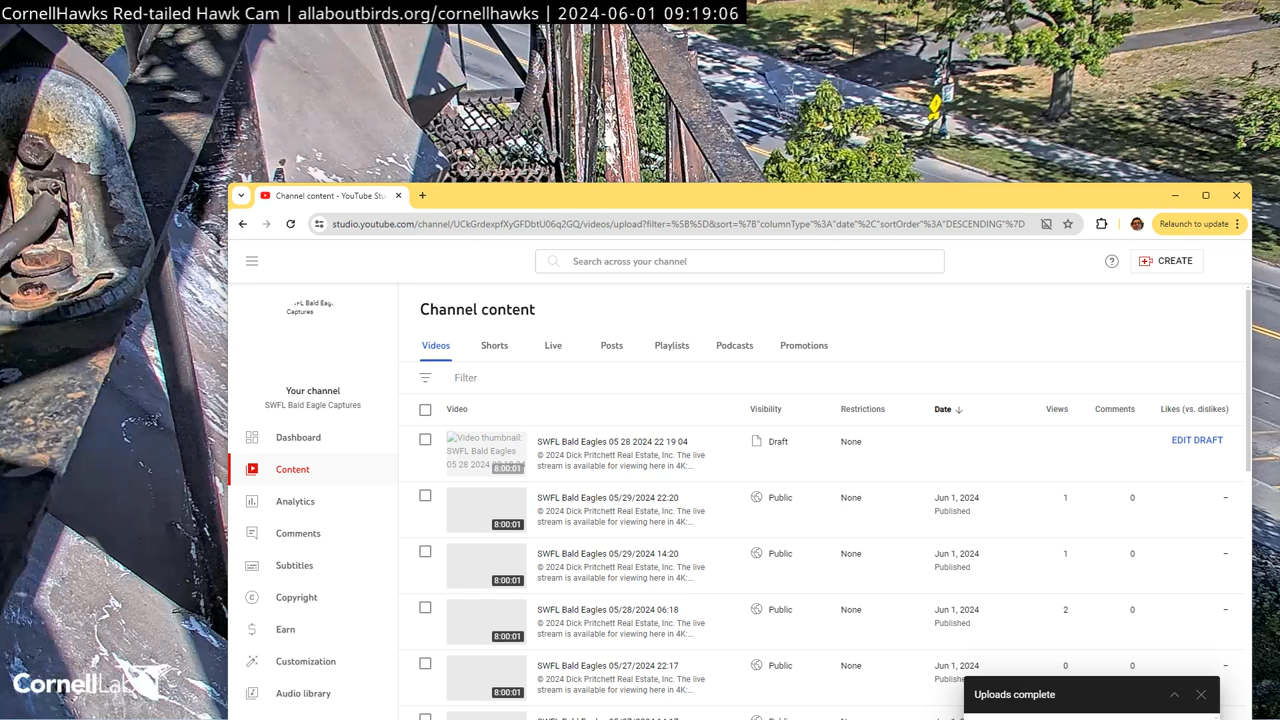 CornellHawks Red-tailed Hawk Cam | allaboutbirds.org/cornellhawks | 2024-06-01 09:19:06
Channel content - YouTube Stu
studio.youtube.com/channel/UCkGrdexpfXyGFDbtU06q2GQ/videos/upload?filter=%5B%5D&sort=%7B"columnType"%3A"date"%2C"sortOrder"%3A"DESCENDING"%7D
Relaunch to update
Search across your channel
CREATE
SWFL Bald Eag.
Captures
Your channel
SWFL Bald Eagle Captures
Dashboard
Content
Analytics
Comments
Subtitles
Copyright
Earn
Customization
Audio library
Channel content
Videos Shorts Live Posts Playlists Podcasts Promotions
Filter
Video Visibility Restrictions Date Views Comments Likes (vs. dislikes)
Video thumbnail:
SWFL Bald Eagles
05 28 2024
8:00:01
SWFL Bald Eagles 05 28 2024 22 19 04
© 2024 Dick Pritchett Real Estate, Inc. The live
stream is available for viewing here in 4K:...
Draft None EDIT DRAFT
8:00:01
SWFL Bald Eagles 05/29/2024 22:20
© 2024 Dick Pritchett Real Estate, Inc. The live
stream is available for viewing here in 4K:...
Public None Jun 1, 2024 1 0 –
Published
8:00:01
SWFL Bald Eagles 05/29/2024 14:20
© 2024 Dick Pritchett Real Estate, Inc. The live
stream is available for viewing here in 4K:...
Public None Jun 1, 2024 1 0 –
Published
8:00:01
SWFL Bald Eagles 05/28/2024 06:18
© 2024 Dick Pritchett Real Estate, Inc. The live
stream is available for viewing here in 4K:...
Public None Jun 1, 2024 2 0 –
Published
8:00:01
SWFL Bald Eagles 05/27/2024 22:17
© 2024 Dick Pritchett Real Estate, Inc. The live
stream is available for viewing here in 4K:...
Public None Jun 1, 2024 0 0 –
Published
Uploads complete
CornellLab